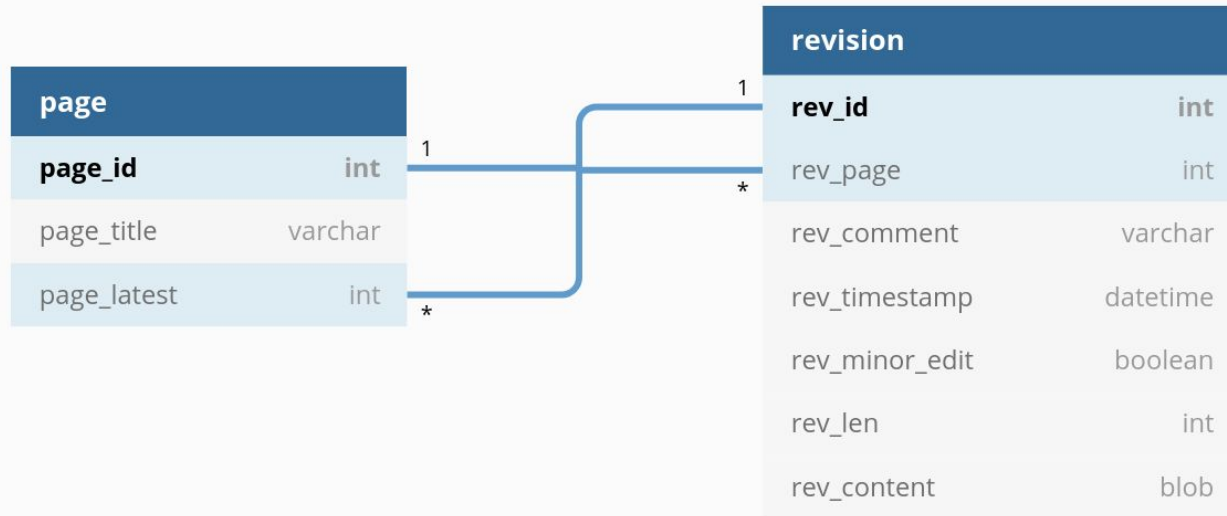 page
page_id int
page_title varchar
page_latest int
1
*
1
*
revision
rev_id int
rev_page int
rev_comment varchar
rev_timestamp datetime
rev_minor_edit boolean
rev_len int
rev_content blob